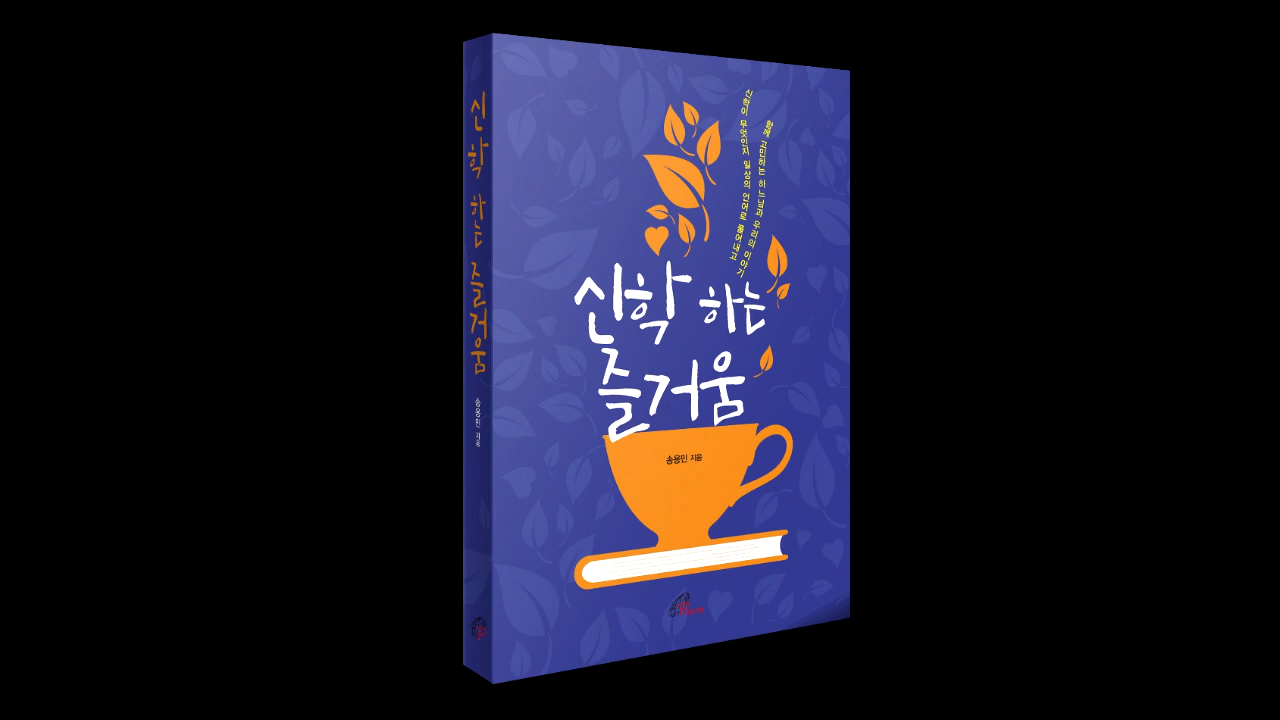 신학 하는 즐거움
송용민 지음
신학이 무엇인지 일상의 언어로 풀어내고
함께 고민하는 하느님과 우리의 이야기
신학 하는
즐거움
송용민 지음